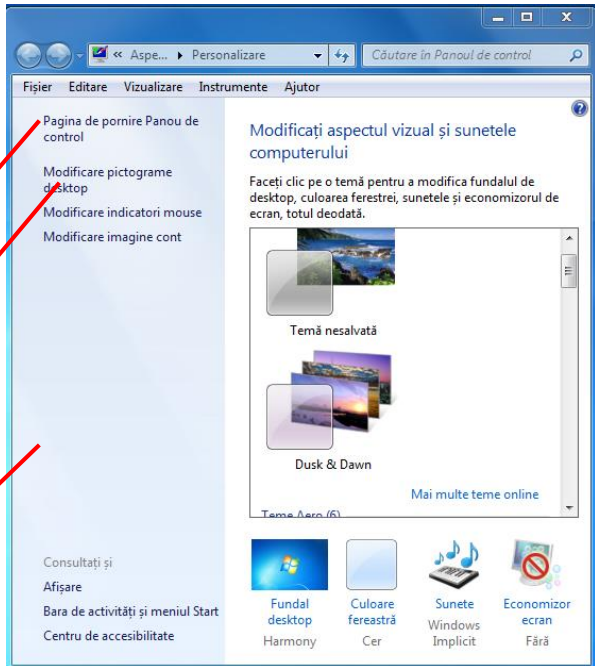 « Aspe... ▸ Personalizare
Căutare în Panoul de control
Fișier Editare Vizualizare Instrumente Ajutor
Pagina de pornire Panou de
control
Modificare pictograme
desktop
Modificare indicatori mouse
Modificare imagine cont
Consultați și
Afișare
Bara de activități și meniul Start
Centru de accesibilitate
Modificați aspectul vizual și sunetele
computerului
Faceți clic pe o temă pentru a modifica fundalul de
desktop, culoarea ferestrei, sunetele și economizorul de
ecran, totul deodată.
Temă nesalvată
Dusk & Dawn
Mai multe teme online
Teme Aero (6)
Fundal
desktop
Harmony
Culoare
fereastră
Cer
Sunete
Windows
Implicit
Economizor
ecran
Fără